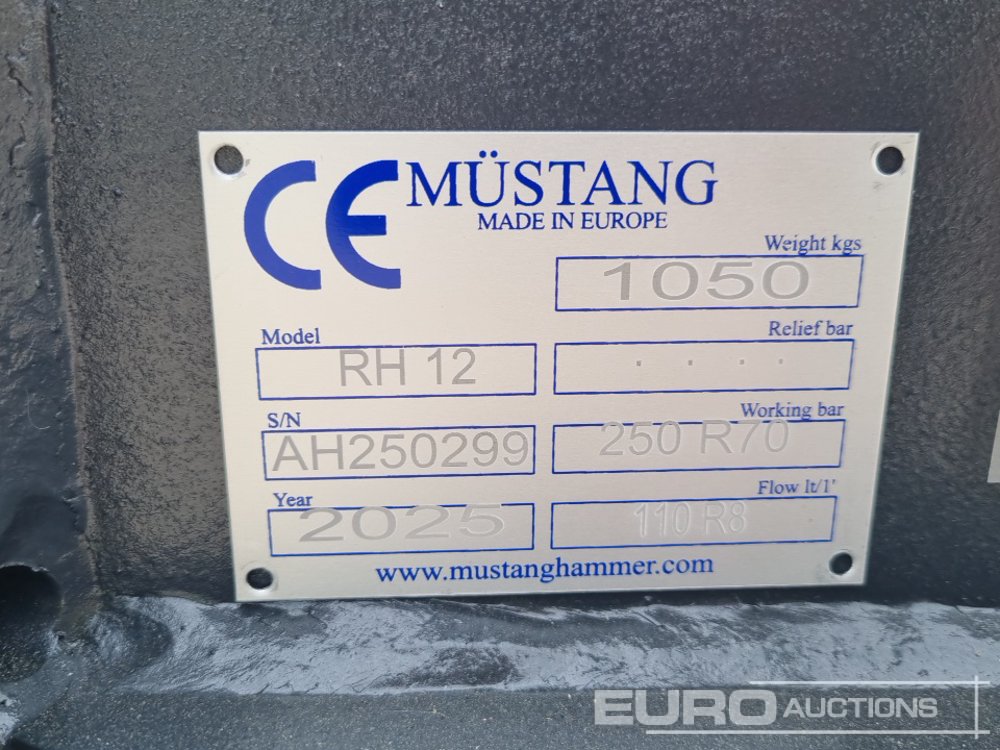 CE MÜSTANG
MADE IN EUROPE
Weight kgs
1050
Model
RH 12
Relief bar
. . . .
S/N
AH250299
Working bar
250 R70
Year
2025
Flow lt/1'
110 R8
www.mustanghammer.com
EURO AUCTIONS